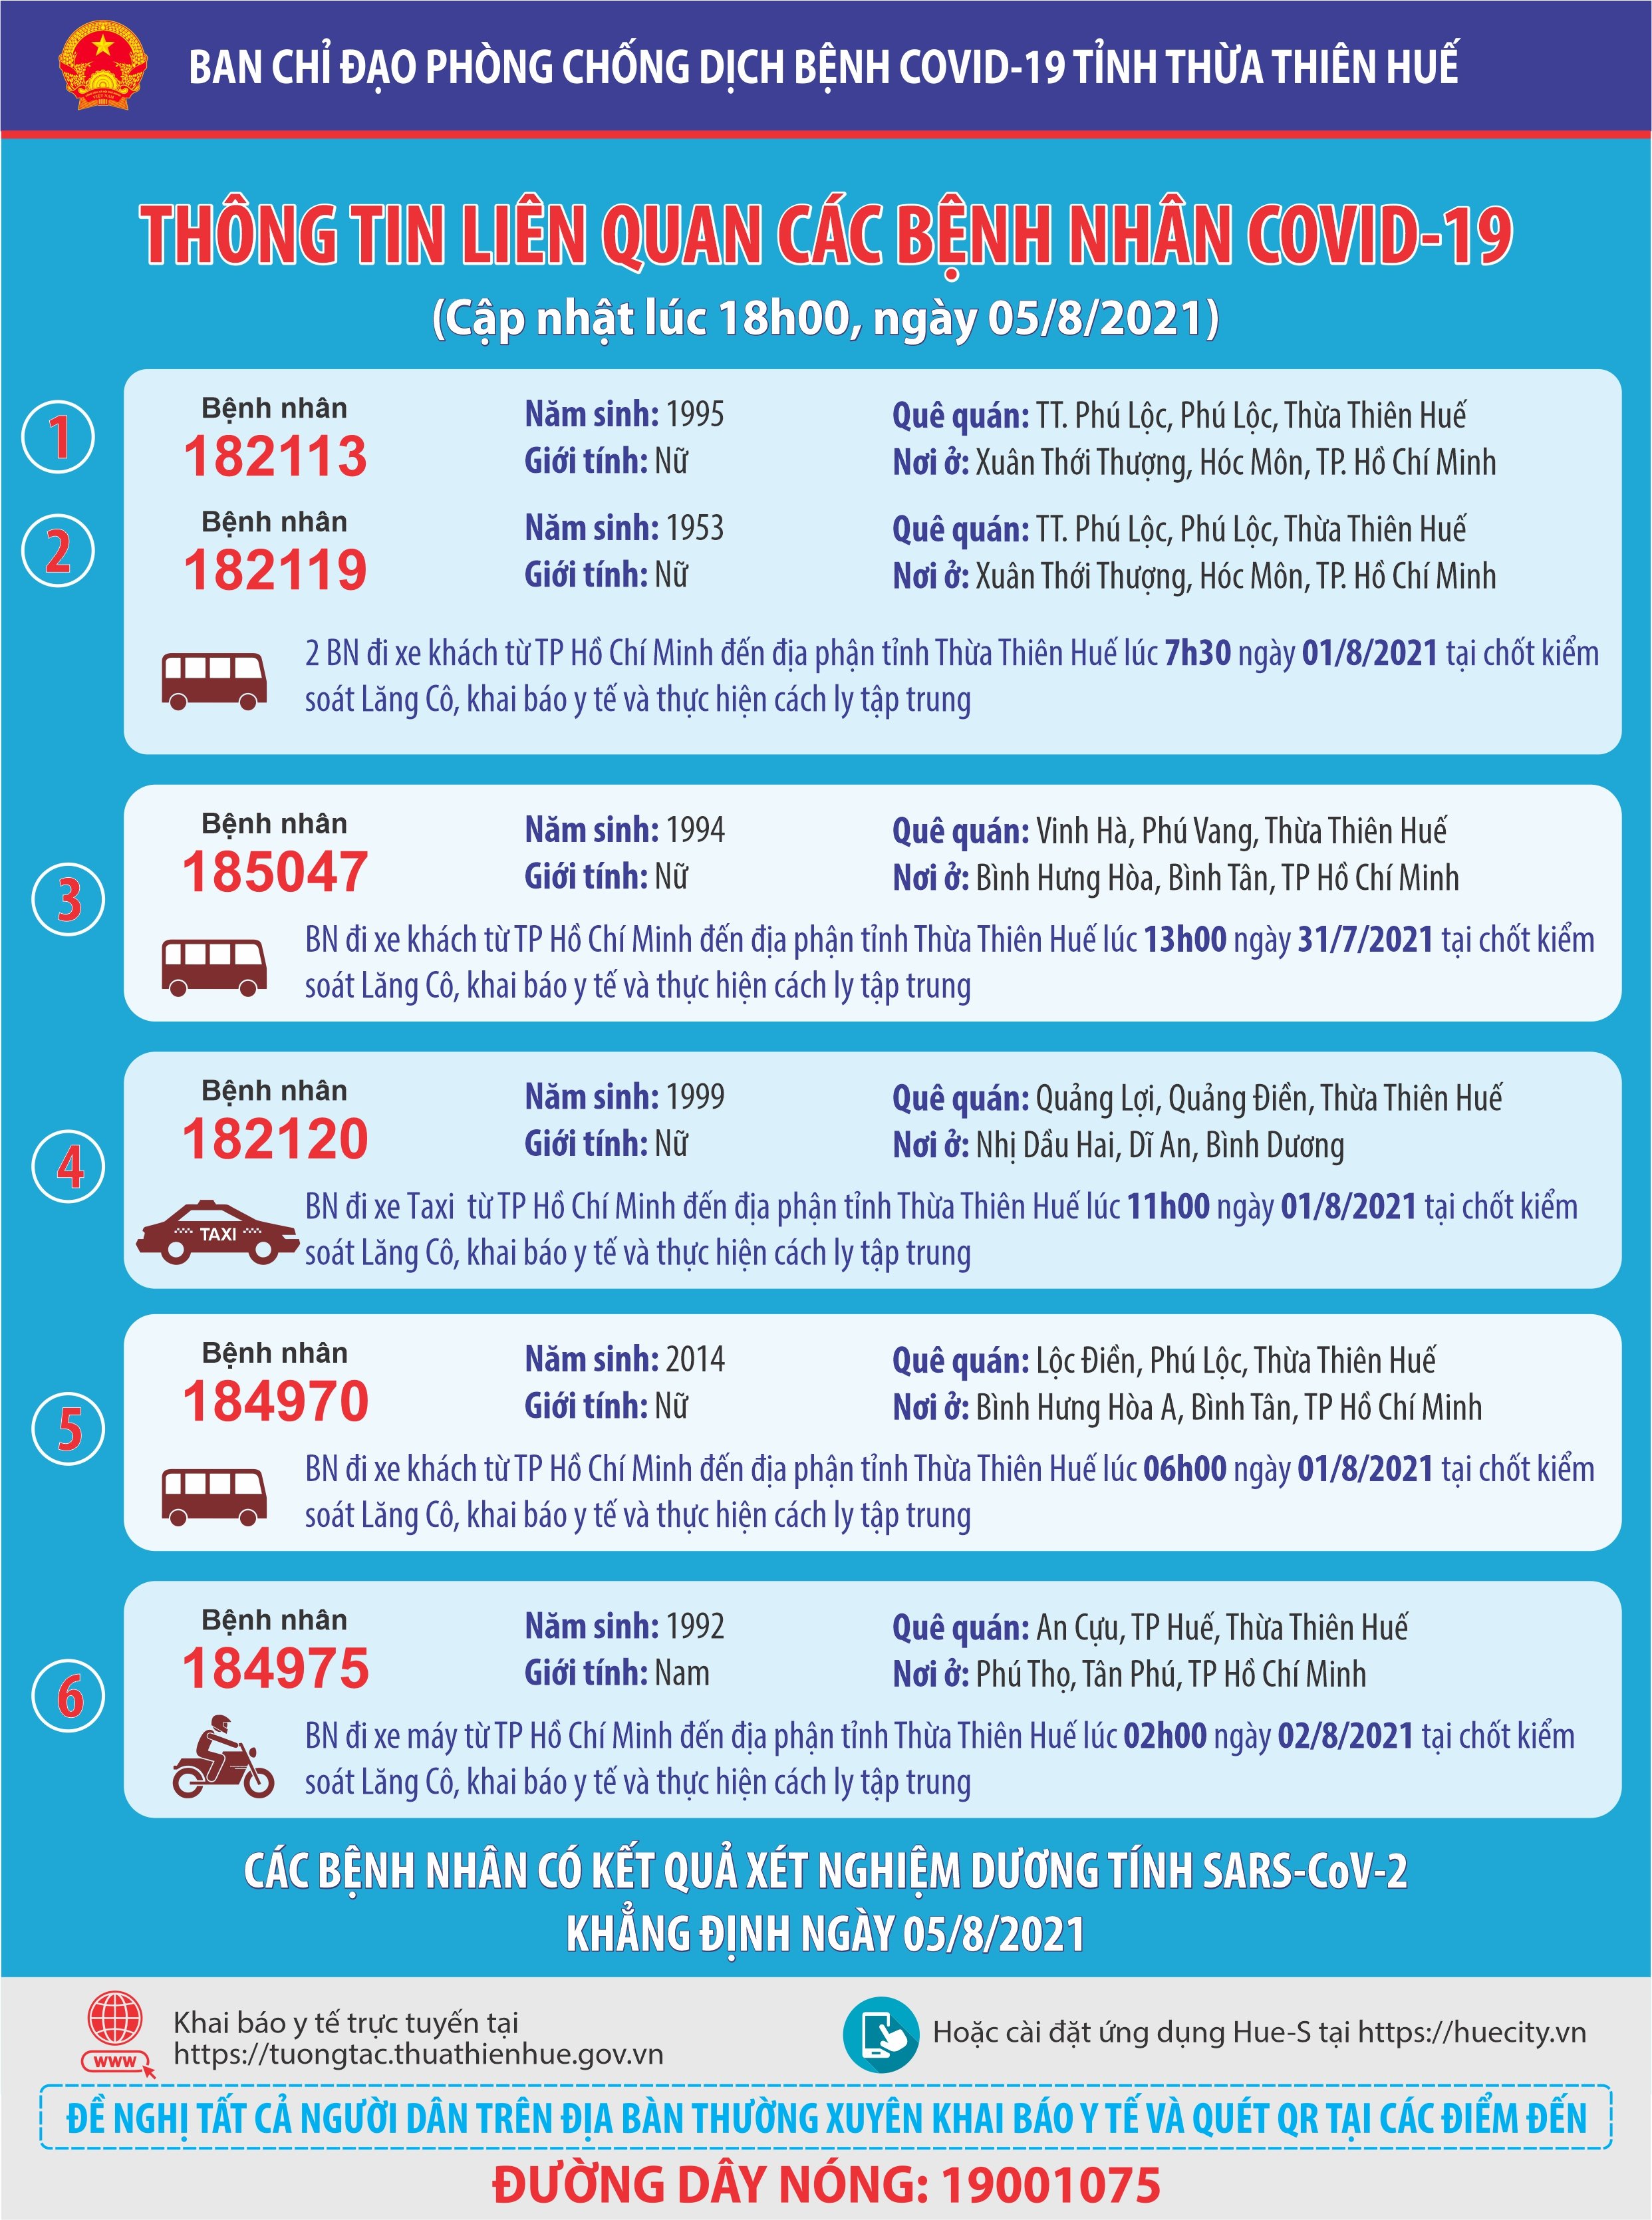 BAN CHỈ ĐẠO PHÒNG CHỐNG DỊCH BỆNH COVID-19 TỈNH THỪA THIÊN HUẾ
THÔNG TIN LIÊN QUAN CÁC BỆNH NHÂN COVID-19
(Cập nhật lúc 18h00, ngày 05/8/2021)
1
Bệnh nhân
182113
Năm sinh: 1995
Giới tính: Nữ
Quê quán: TT. Phú Lộc, Phú Lộc, Thừa Thiên Huế
Nơi ở: Xuân Thới Thượng, Hóc Môn, TP. Hồ Chí Minh
2
Bệnh nhân
182119
Năm sinh: 1953
Giới tính: Nữ
Quê quán: TT. Phú Lộc, Phú Lộc, Thừa Thiên Huế
Nơi ở: Xuân Thới Thượng, Hóc Môn, TP. Hồ Chí Minh
2 BN đi xe khách từ TP Hồ Chí Minh đến địa phận tỉnh Thừa Thiên Huế lúc 7h30 ngày 01/8/2021 tại chốt kiểm
soát Lăng Cô, khai báo y tế và thực hiện cách ly tập trung
3
Bệnh nhân
185047
Năm sinh: 1994
Giới tính: Nữ
Quê quán: Vinh Hà, Phú Vang, Thừa Thiên Huế
Nơi ở: Bình Hưng Hòa, Bình Tân, TP Hồ Chí Minh
BN đi xe khách từ TP Hồ Chí Minh đến địa phận tỉnh Thừa Thiên Huế lúc 13h00 ngày 31/7/2021 tại chốt kiểm
soát Lăng Cô, khai báo y tế và thực hiện cách ly tập trung
4
Bệnh nhân
182120
Năm sinh: 1999
Giới tính: Nữ
Quê quán: Quảng Lợi, Quảng Điền, Thừa Thiên Huế
Nơi ở: Nhị Dầu Hai, Dĩ An, Bình Dương
TAXI
BN đi xe Taxi từ TP Hồ Chí Minh đến địa phận tỉnh Thừa Thiên Huế lúc 11h00 ngày 01/8/2021 tại chốt kiểm
soát Lăng Cô, khai báo y tế và thực hiện cách ly tập trung
5
Bệnh nhân
184970
Năm sinh: 2014
Giới tính: Nữ
Quê quán: Lộc Điền, Phú Lộc, Thừa Thiên Huế
Nơi ở: Bình Hưng Hòa A, Bình Tân, TP Hồ Chí Minh
BN đi xe khách từ TP Hồ Chí Minh đến địa phận tỉnh Thừa Thiên Huế lúc 06h00 ngày 01/8/2021 tại chốt kiểm
soát Lăng Cô, khai báo y tế và thực hiện cách ly tập trung
6
Bệnh nhân
184975
Năm sinh: 1992
Giới tính: Nam
Quê quán: An Cựu, TP Huế, Thừa Thiên Huế
Nơi ở: Phú Thọ, Tân Phú, TP Hồ Chí Minh
BN đi xe máy từ TP Hồ Chí Minh đến địa phận tỉnh Thừa Thiên Huế lúc 02h00 ngày 02/8/2021 tại chốt kiểm
soát Lăng Cô, khai báo y tế và thực hiện cách ly tập trung
CÁC BỆNH NHÂN CÓ KẾT QUẢ XÉT NGHIỆM DƯƠNG TÍNH SARS-CoV-2
KHẲNG ĐỊNH NGÀY 05/8/2021
www
Khai báo y tế trực tuyến tại
https://tuongtac.thuathienhue.gov.vn
Hoặc cài đặt ứng dụng Hue-S tại https://huecity.vn
ĐỀ NGHỊ TẤT CẢ NGƯỜI DÂN TRÊN ĐỊA BÀN THƯỜNG XUYÊN KHAI BÁO Y TẾ VÀ QUÉT QR TẠI CÁC ĐIỂM ĐẾN
ĐƯỜNG DÂY NÓNG: 19001075